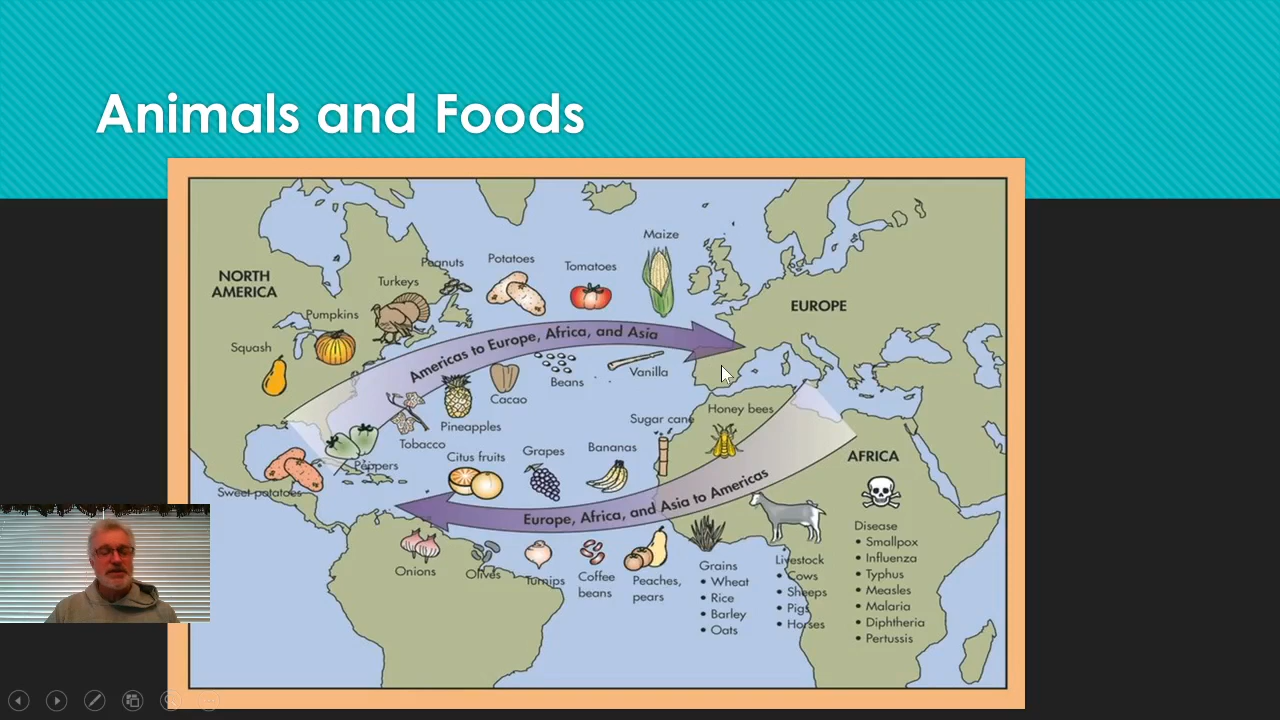 Animals and Foods
NORTH
AMERICA
Squash
Pumpkins
Turkeys
Peanuts
Potatoes
Tomatoes
Maize
EUROPE
Americas to Europe, Africa, and Asia
Sweet potatoes
Peppers
Tobacco
Pineapples
Cacao
Beans
Vanilla
Citus fruits
Grapes
Bananas
Sugar cane
Honey bees
AFRICA
Europe, Africa, and Asia to Americas
Onions
Olives
Turnips
Coffee
beans
Peaches,
pears
Grains
• Wheat
• Rice
• Barley
• Oats
Livestock
• Cows
• Sheeps
• Pigs
• Horses
Disease
• Smallpox
• Influenza
• Typhus
• Measles
• Malaria
• Diphtheria
• Pertussis